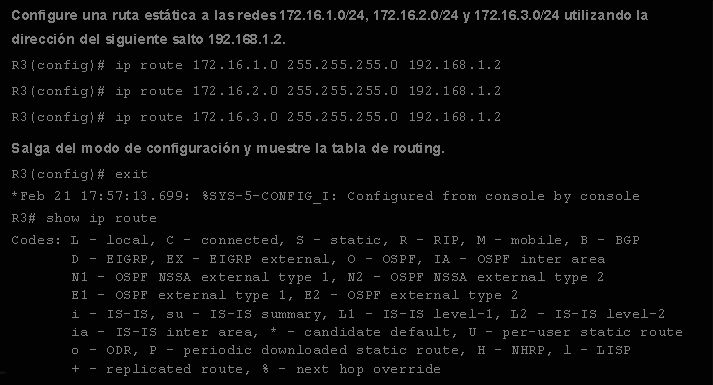 Configure una ruta estática a las redes 172.16.1.0/24, 172.16.2.0/24 y 172.16.3.0/24 utilizando la
dirección del siguiente salto 192.168.1.2.
R3(config)# ip route 172.16.1.0 255.255.255.0 192.168.1.2
R3(config)# ip route 172.16.2.0 255.255.255.0 192.168.1.2
R3(config)# ip route 172.16.3.0 255.255.255.0 192.168.1.2
Salga del modo de configuración y muestre la tabla de routing.
R3(config)# exit
*Feb 21 17:57:13.699: %SYS-5-CONFIG_I: Configured from console by console
R3# show ip route
Codes: L - local, C - connected, S - static, R - RIP, M - mobile, B - BGP
D - EIGRP, EX - EIGRP external, O - OSPF, IA - OSPF inter area
N1 - OSPF NSSA external type 1, N2 - OSPF NSSA external type 2
E1 - OSPF external type 1, E2 - OSPF external type 2
i - IS-IS, su - IS-IS summary, L1 - IS-IS level-1, L2 - IS-IS level-2
ia - IS-IS inter area, * - candidate default, U - per-user static route
o - ODR, P - periodic downloaded static route, H - NHRP, l - LISP
+ - replicated route, % - next hop override